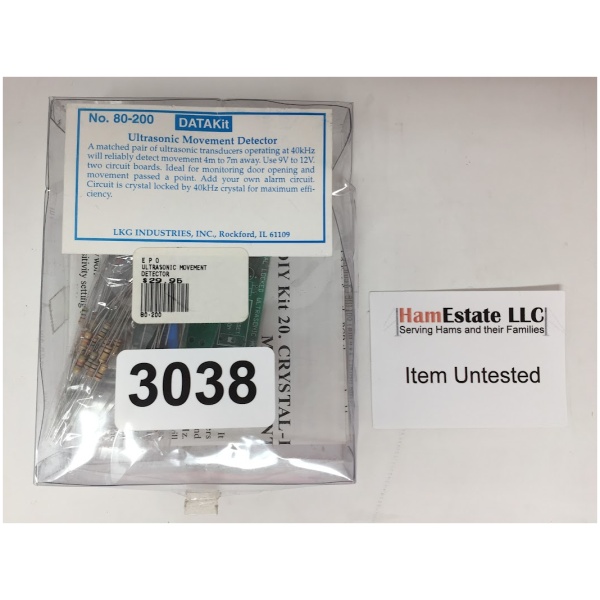 No. 80-200 DATAKit
Ultrasonic Movement Detector
A matched pair of ultrasonic transducers operating at 40kHz
will reliably detect movement 4m to 7m away. Use 9V to 12V.
two circuit boards. Ideal for monitoring door opening and
movement passed a point. Add your own alarm circuit.
Circuit is crystal locked by 40kHz crystal for maximum effi-
ciency.
LKG INDUSTRIES, INC., Rockford, IL 61109
E P O
ULTRASONIC MOVEMENT
DETECTOR
$29.95
80-200
3038
DIY Kit 20. CRYSTAL-
HamEstate LLC
Serving Hams and their Families
Item Untested